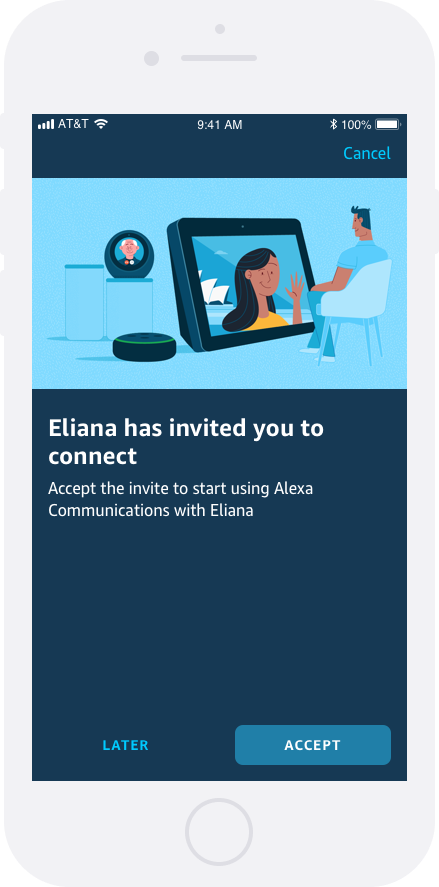 AT&T 9:41 AM 100%
Cancel
Eliana has invited you to
connect
Accept the invite to start using Alexa
Communications with Eliana
LATER ACCEPT